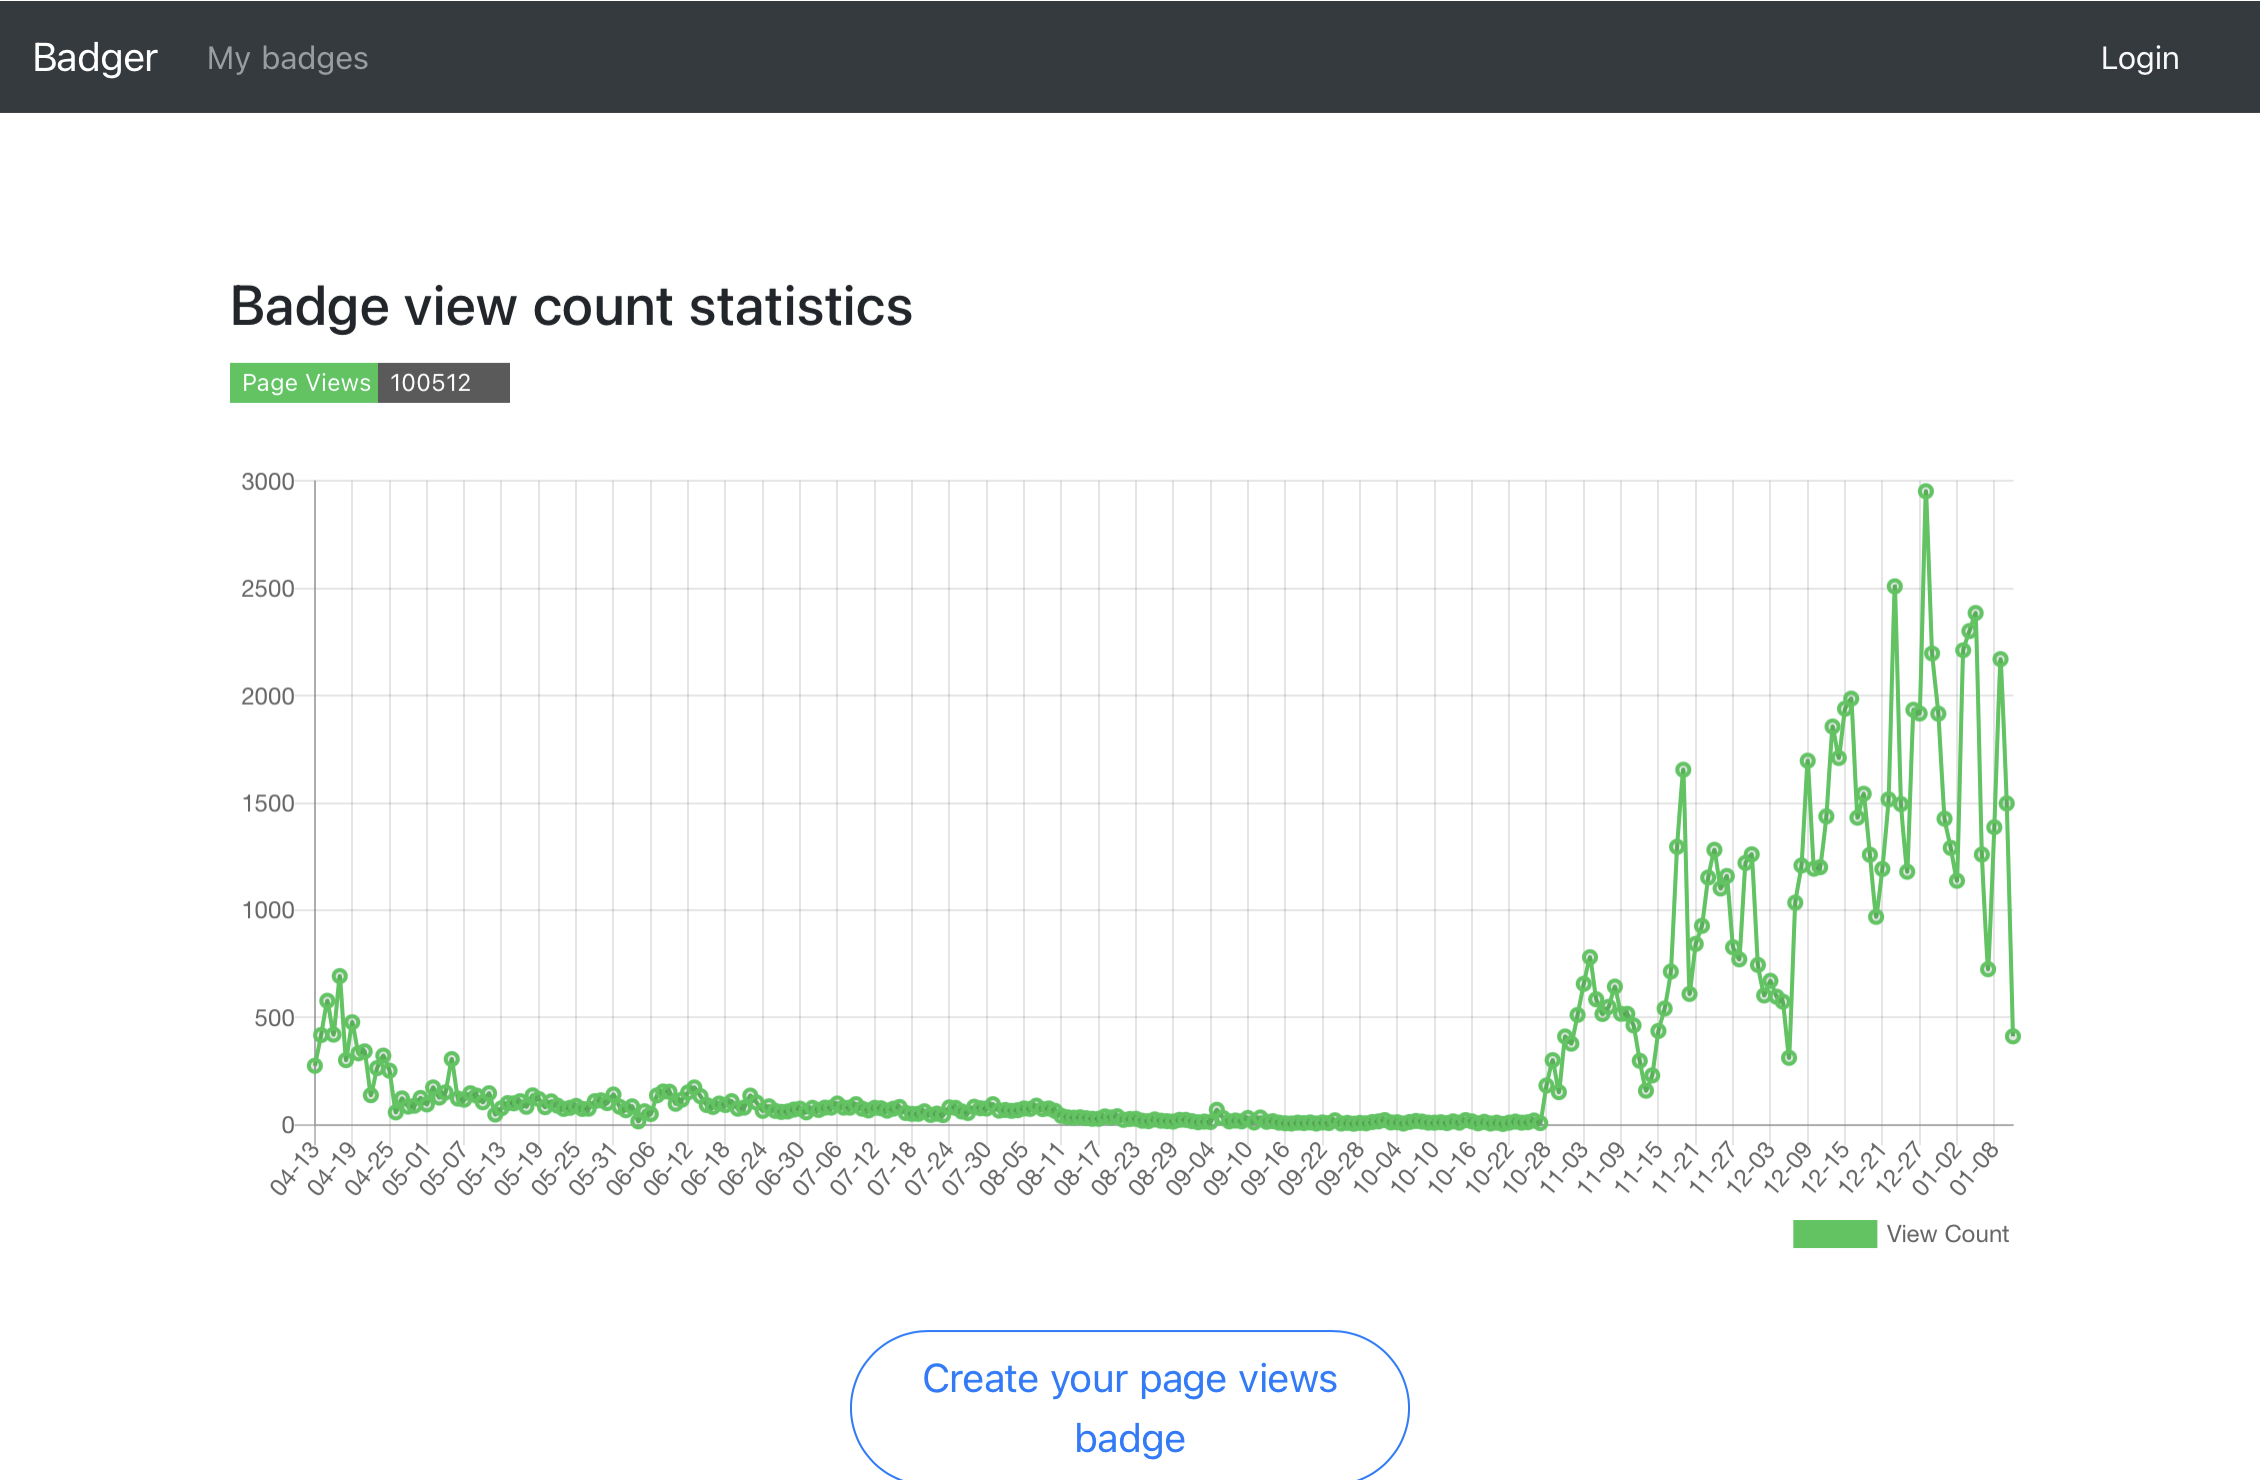 Badger My badges Login
Badge view count statistics
Page Views 100512
3000
2500
2000
1500
1000
500
0
04-13 04-19 04-25 05-01 05-07 05-13 05-19 05-25 05-31 06-06 06-12 06-18 06-24 06-30 07-06 07-12 07-18 07-24 07-30 08-05 08-11 08-17 08-23 08-29 09-04 09-10 09-16 09-22 09-28 10-04 10-10 10-16 10-22 10-28 11-03 11-09 11-15 11-21 11-27 12-03 12-09 12-15 12-21 12-27 01-02 01-08
View Count
Create your page views
badge